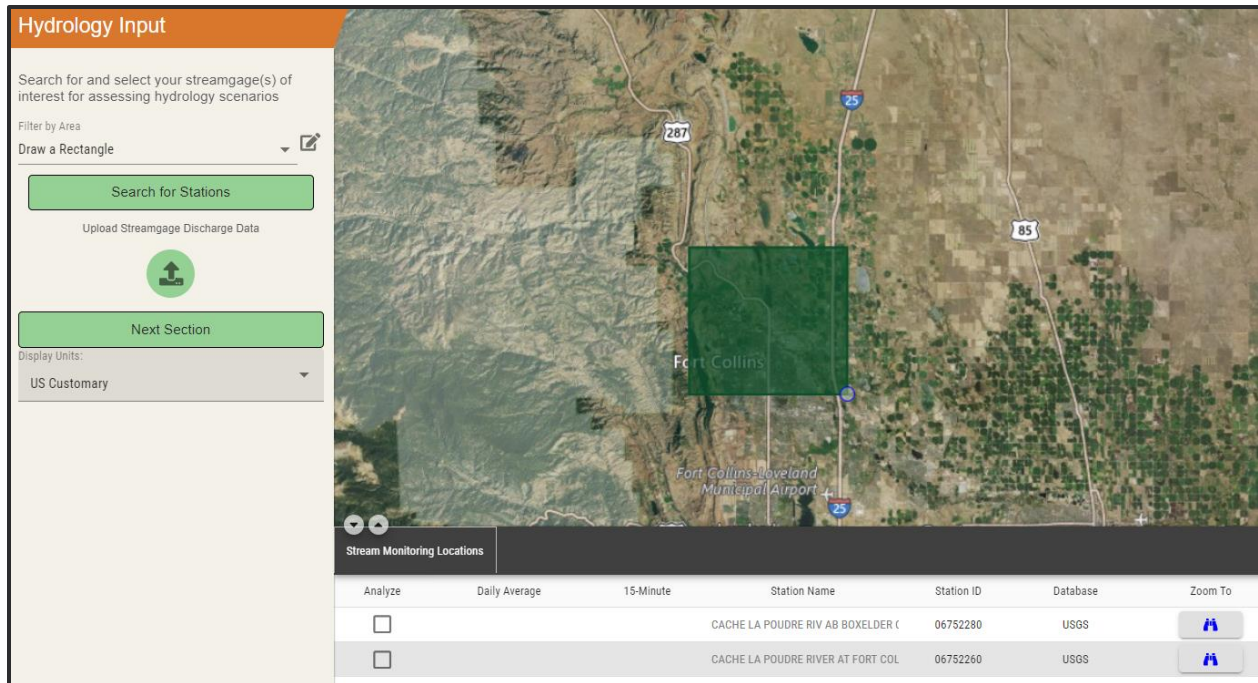 Hydrology Input
Search for and select your streamgage(s) of
interest for assessing hydrology scenarios
Filter by Area
Draw a Rectangle
Search for Stations
Upload Streamgage Discharge Data
Next Section
Display Units:
US Customary
287
25
85
Fort Collins
Fort Collins-Loveland
Municipal Airport
25
Stream Monitoring Locations
Analyze Daily Average 15-Minute Station Name Station ID Database Zoom To
CACHE LA POUDRE RIV AB BOXELDER ( 06752280 USGS
CACHE LA POUDRE RIVER AT FORT COL 06752260 USGS